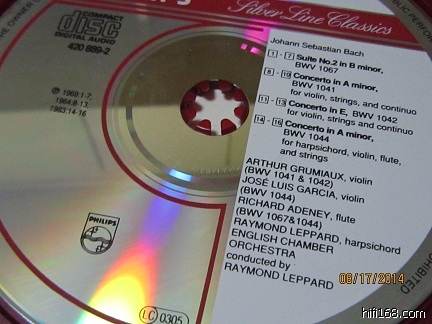 Silver Line Classics
COMPACT
disc
DIGITAL AUDIO
420 889-2
℗ 1969:1-7;
1964:8-13;
1983:14-16
PHILIPS
LC 0305
Johann Sebastian Bach
1 - 7 Suite No.2 in B minor,
BWV 1067
8 - 10 Concerto in A minor,
BWV 1041
for violin, strings, and continuo
11 - 13 Concerto in E, BWV 1042
for violin, strings and continuo
14 - 16 Concerto in A minor,
BWV 1044
for harpsichord, violin, flute,
and strings
ARTHUR GRUMIAUX, violin
(BWV 1041 & 1042)
JOSÉ LUIS GARCIA, violin
(BWV 1044)
RICHARD ADENEY, flute
(BWV 1067&1044)
RAYMOND LEPPARD, harpsichord
ENGLISH CHAMBER
ORCHESTRA
conducted by
RAYMOND LEPPARD
09/17/2014
hifi168.com